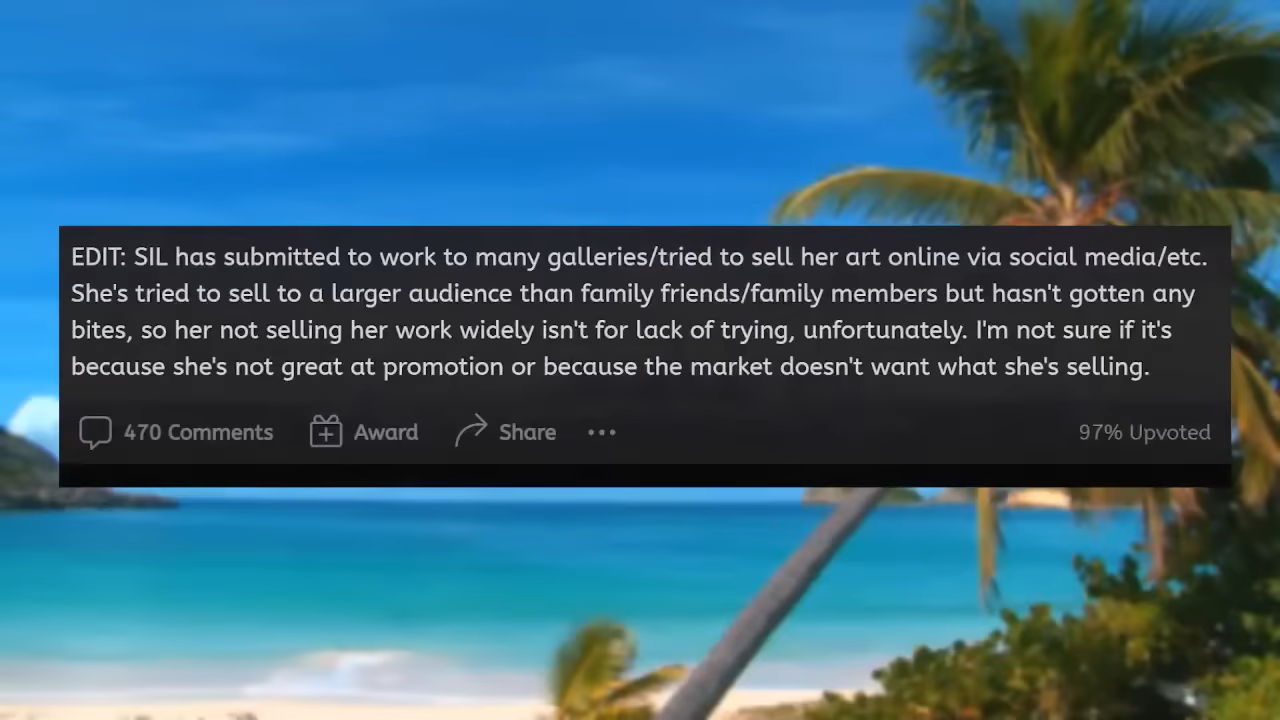 EDIT: SIL has submitted to work to many galleries/tried to sell her art online via social media/etc.
She's tried to sell to a larger audience than family friends/family members but hasn't gotten any
bites, so her not selling her work widely isn't for lack of trying, unfortunately. I'm not sure if it's
because she's not great at promotion or because the market doesn't want what she's selling.
470 Comments Award Share ••• 97% Upvoted